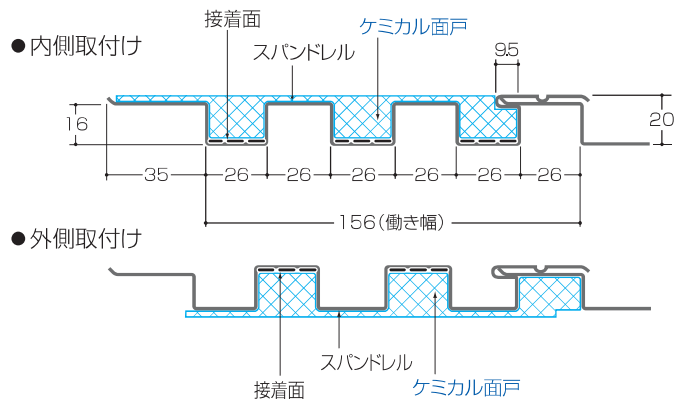 接着面
ケミカル面戸
●内側取付け
スパンドレル
9.5
16
20
35
26
26
26
26
26
26
156(働き幅)
●外側取付け
スパンドレル
接着面
ケミカル面戸